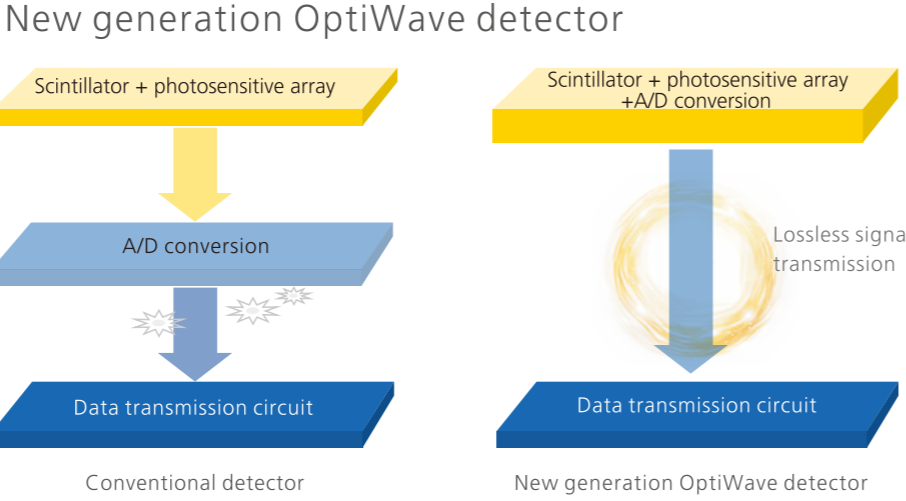 New generation OptiWave detector
Scintillator + photosensitive array
A/D conversion
Data transmission circuit
Conventional detector
Scintillator + photosensitive array
+A/D conversion
Lossless signa
transmission
Data transmission circuit
New generation OptiWave detector